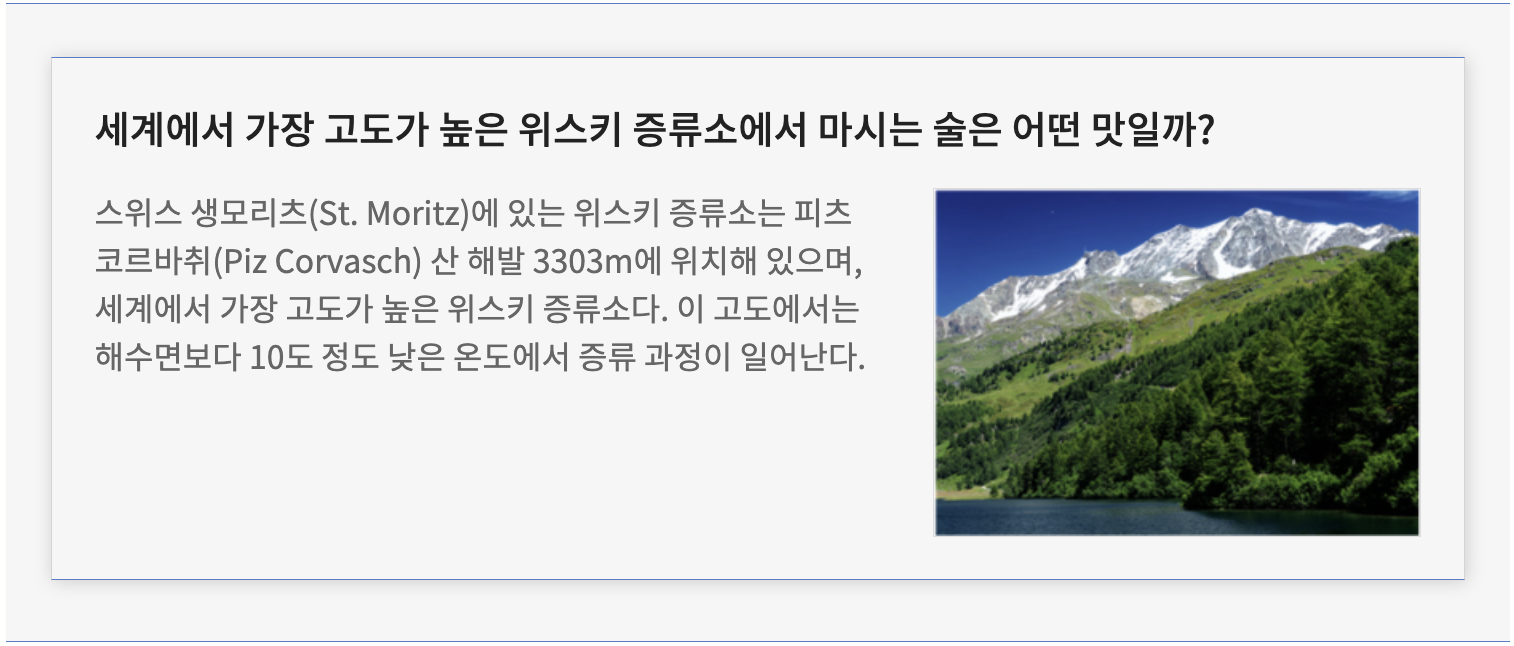 세계에서 가장 고도가 높은 위스키 증류소에서 마시는 술은 어떤 맛일까?
스위스 생모리츠(St. Moritz)에 있는 위스키 증류소는 피츠
코르바취(Piz Corvasch) 산 해발 3303m에 위치해 있으며,
세계에서 가장 고도가 높은 위스키 증류소다. 이 고도에서는
해수면보다 10도 정도 낮은 온도에서 증류 과정이 일어난다.